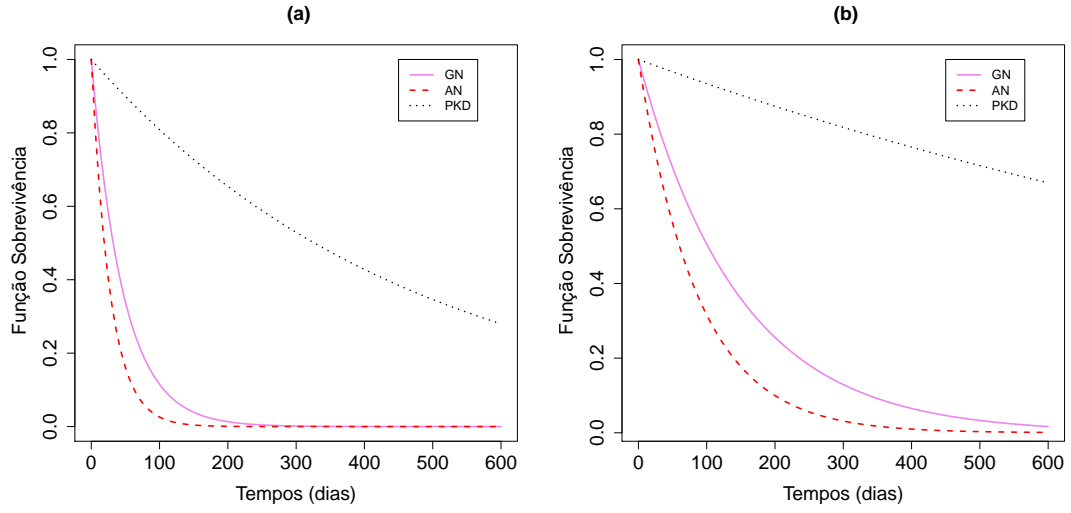 (a)
Função Sobrevivência
1.0
0.8
0.6
0.4
0.2
0.0
GN
AN
PKD
0 100 200 300 400 500 600
Tempos (dias)
(b)
Função Sobrevivência
1.0
0.8
0.6
0.4
0.2
0.0
GN
AN
PKD
0 100 200 300 400 500 600
Tempos (dias)